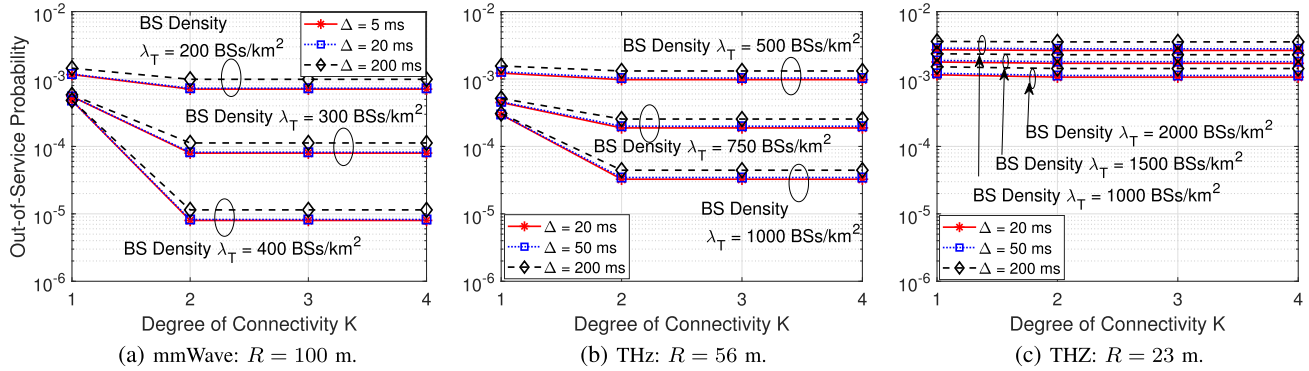 Out-of-Service Probability
10^-2
10^-3
10^-4
10^-5
10^-6
BS Density
λ_T = 200 BSs/km^2
Δ = 5 ms
Δ = 20 ms
Δ = 200 ms
BS Density λ_T = 300 BSs/km^2
BS Density λ_T = 400 BSs/km^2
1 2 3 4
Degree of Connectivity K
(a) mmWave: R = 100 m.
10^-2
10^-3
10^-4
10^-5
10^-6
BS Density λ_T = 500 BSs/km^2
BS Density λ_T = 750 BSs/km^2
BS Density
λ_T = 1000 BSs/km^2
Δ = 20 ms
Δ = 50 ms
Δ = 200 ms
1 2 3 4
Degree of Connectivity K
(b) THz: R = 56 m.
10^-2
10^-3
10^-4
10^-5
10^-6
BS Density λ_T = 2000 BSs/km^2
BS Density λ_T = 1500 BSs/km^2
BS Density λ_T = 1000 BSs/km^2
Δ = 20 ms
Δ = 50 ms
Δ = 200 ms
1 2 3 4
Degree of Connectivity K
(c) THZ: R = 23 m.